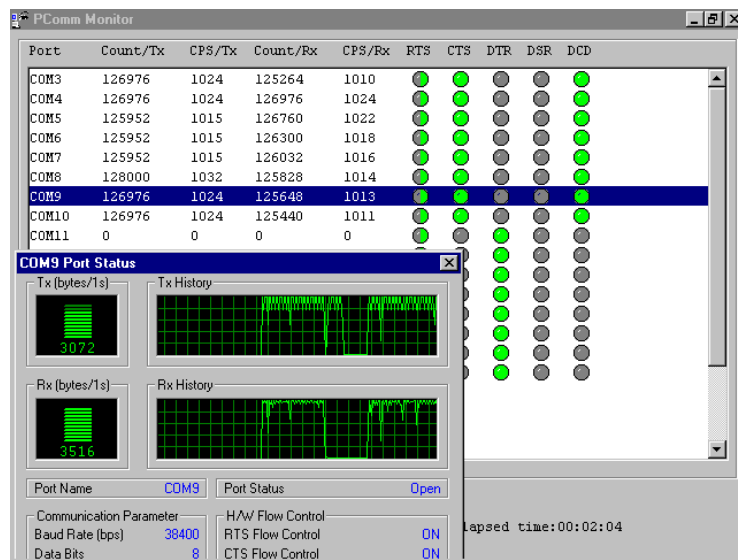 PComm Monitor
Port Count/Tx CPS/Tx Count/Rx CPS/Rx RTS CTS DTR DSR DCD
COM3 126976 1024 125264 1010
COM4 126976 1024 126976 1024
COM5 125952 1015 126760 1022
COM6 125952 1015 126300 1018
COM7 125952 1015 126032 1016
COM8 128000 1032 125828 1014
COM9 126976 1024 125648 1013
COM10 126976 1024 125440 1011
COM11 0 0 0 0
COM9 Port Status
Tx (bytes/1s) Tx History
3072
Rx (bytes/1s) Rx History
3516
Port Name COM9 Port Status Open
Communication Parameter H/W Flow Control
Baud Rate (bps) 38400 RTS Flow Control ON
lapsed time:00:02:04
Data Bits 8 CTS Flow Control ON